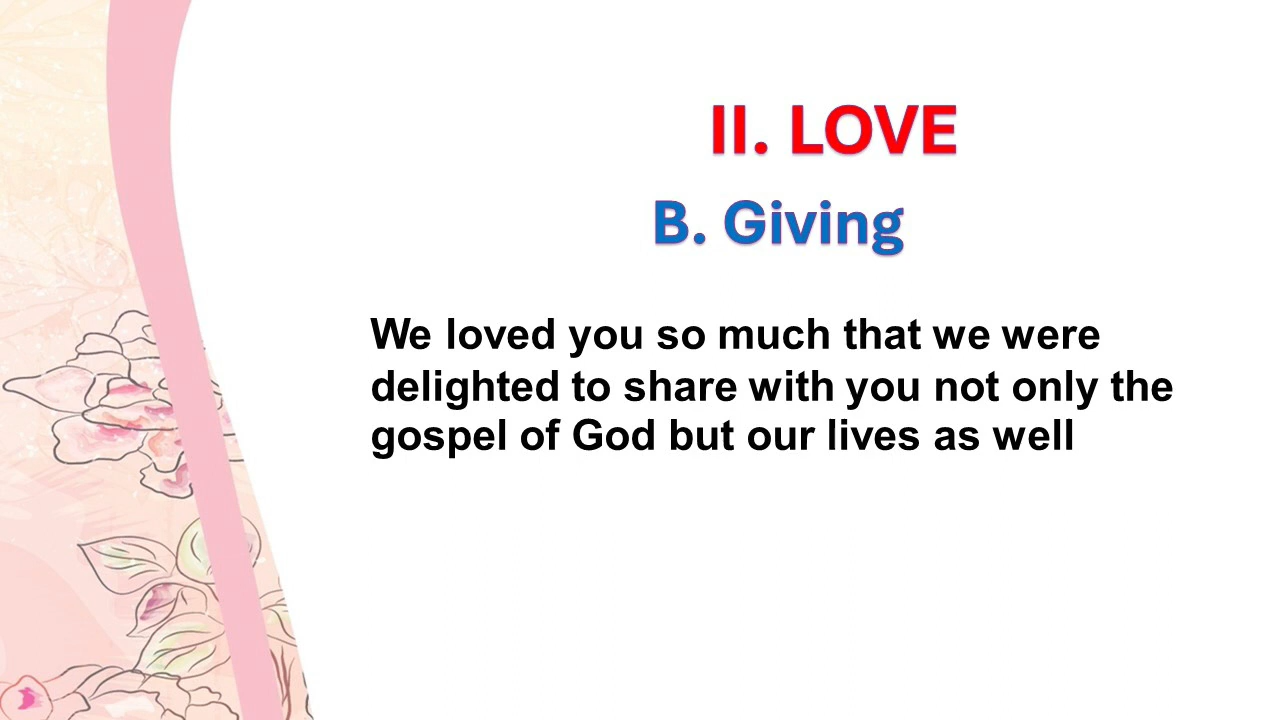 II. LOVE
B. Giving
We loved you so much that we were
delighted to share with you not only the
gospel of God but our lives as well